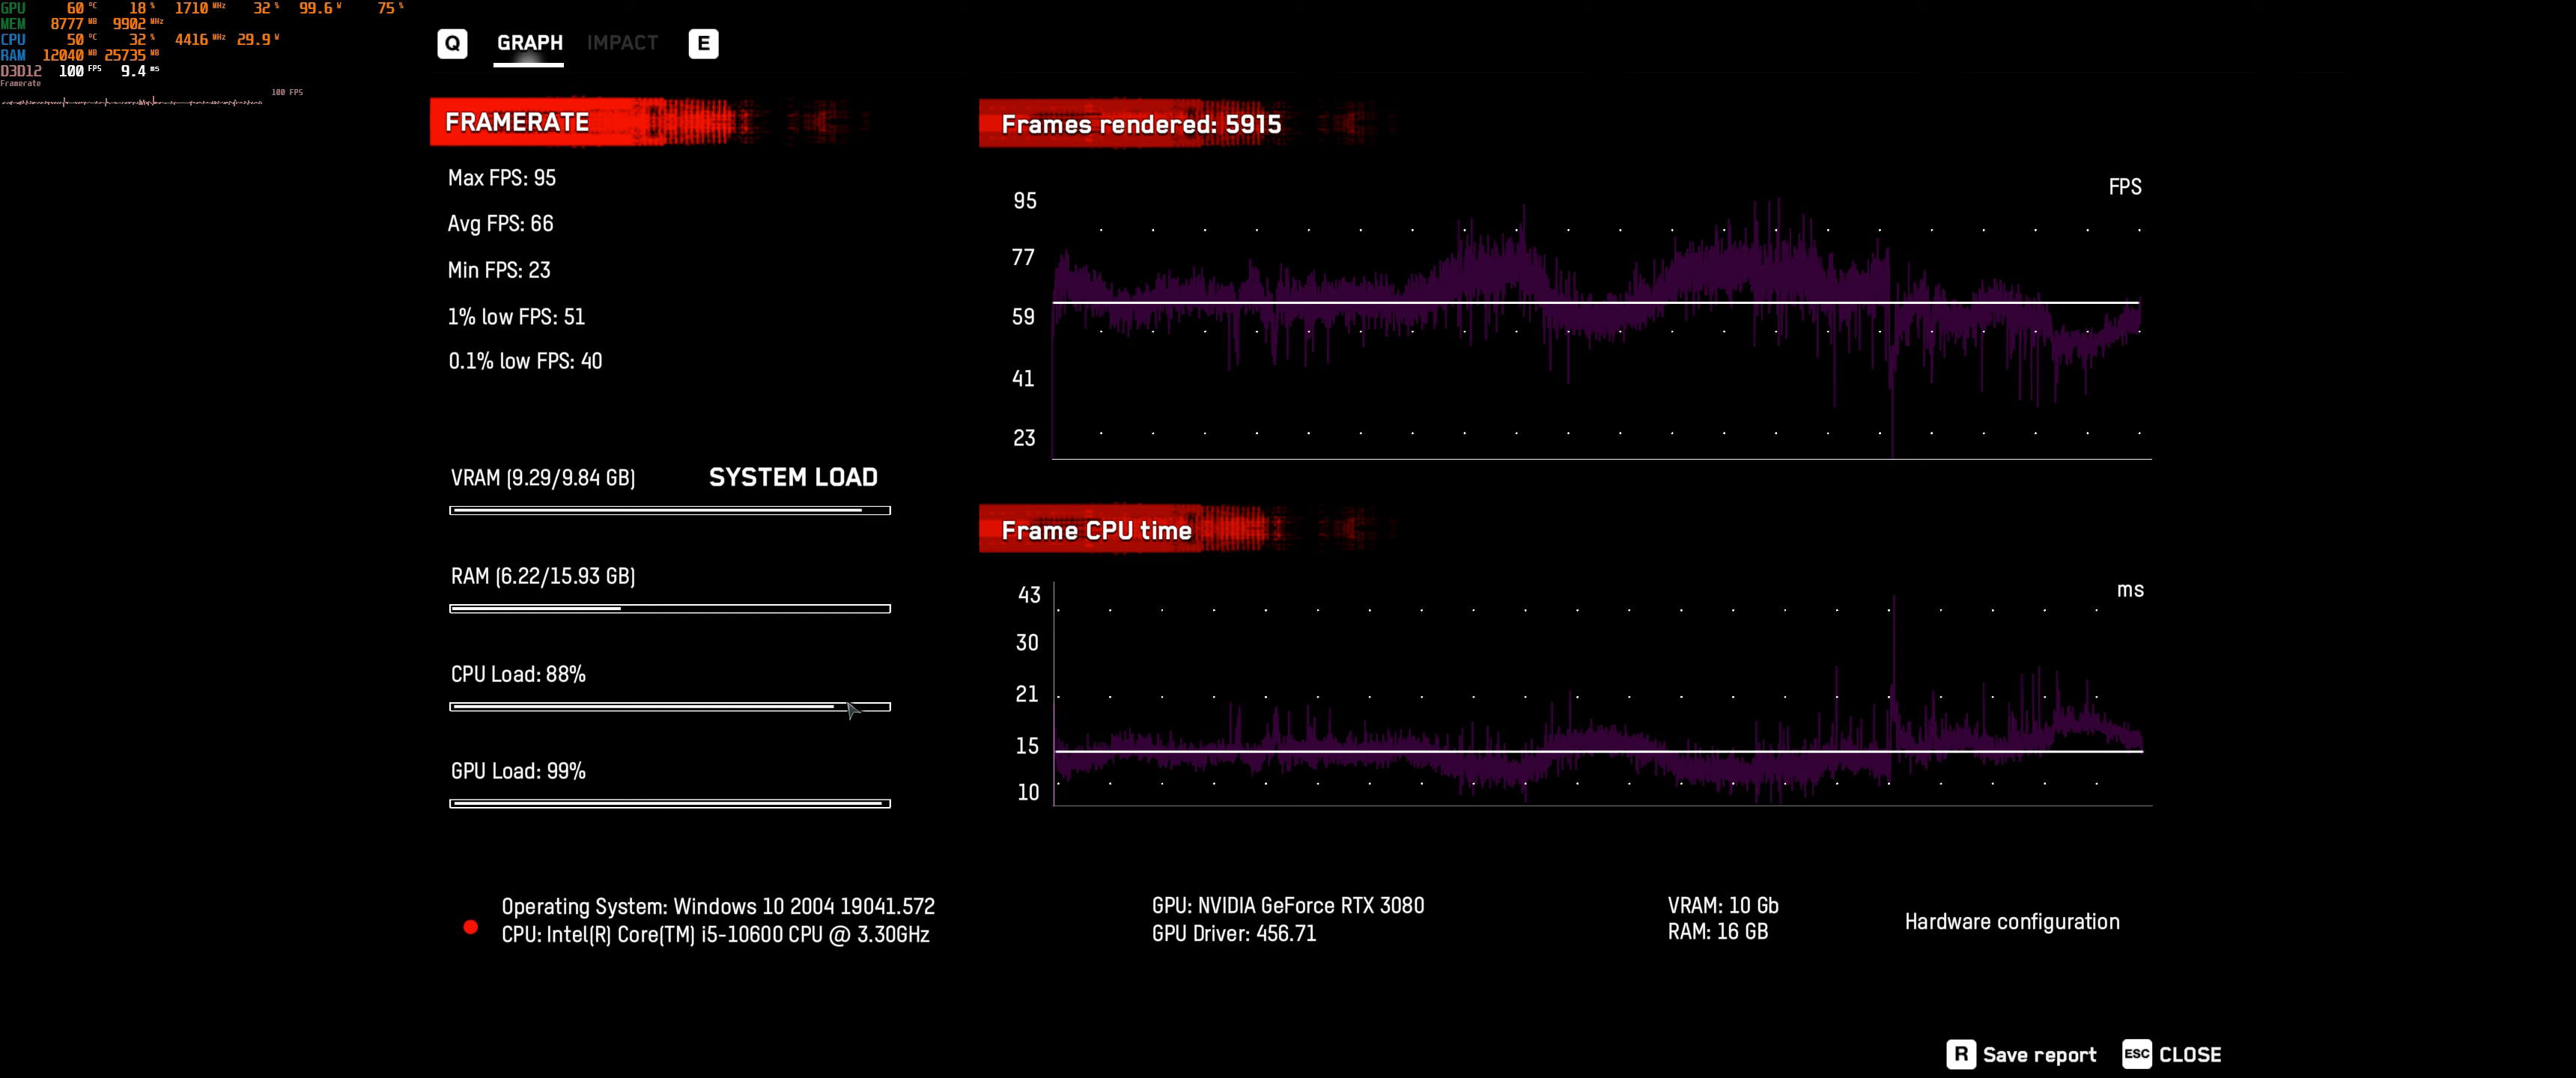 GPU 60 °C 18 % 1710 MHz 32 % 99.6 W 75 %
MEM 8777 MB 9902 MHz
CPU 50 °C 32 % 4416 MHz 29.9 W
RAM 12040 MB 25735 MB
D3D12 100 FPS 9.4 ms
Framerate
100 FPS
Q GRAPH IMPACT E
FRAMERATE
Max FPS: 95
Avg FPS: 66
Min FPS: 23
1% low FPS: 51
0.1% low FPS: 40
VRAM (9.29/9.84 GB) SYSTEM LOAD
RAM (6.22/15.93 GB)
CPU Load: 88%
GPU Load: 99%
Frames rendered: 5915
FPS
95
77
59
41
23
Frame CPU time
ms
43
30
21
15
10
Operating System: Windows 10 2004 19041.572
CPU: Intel(R) Core(TM) i5-10600 CPU @ 3.30GHz
GPU: NVIDIA GeForce RTX 3080
GPU Driver: 456.71
VRAM: 10 Gb
RAM: 16 GB
Hardware configuration
R Save report ESC CLOSE